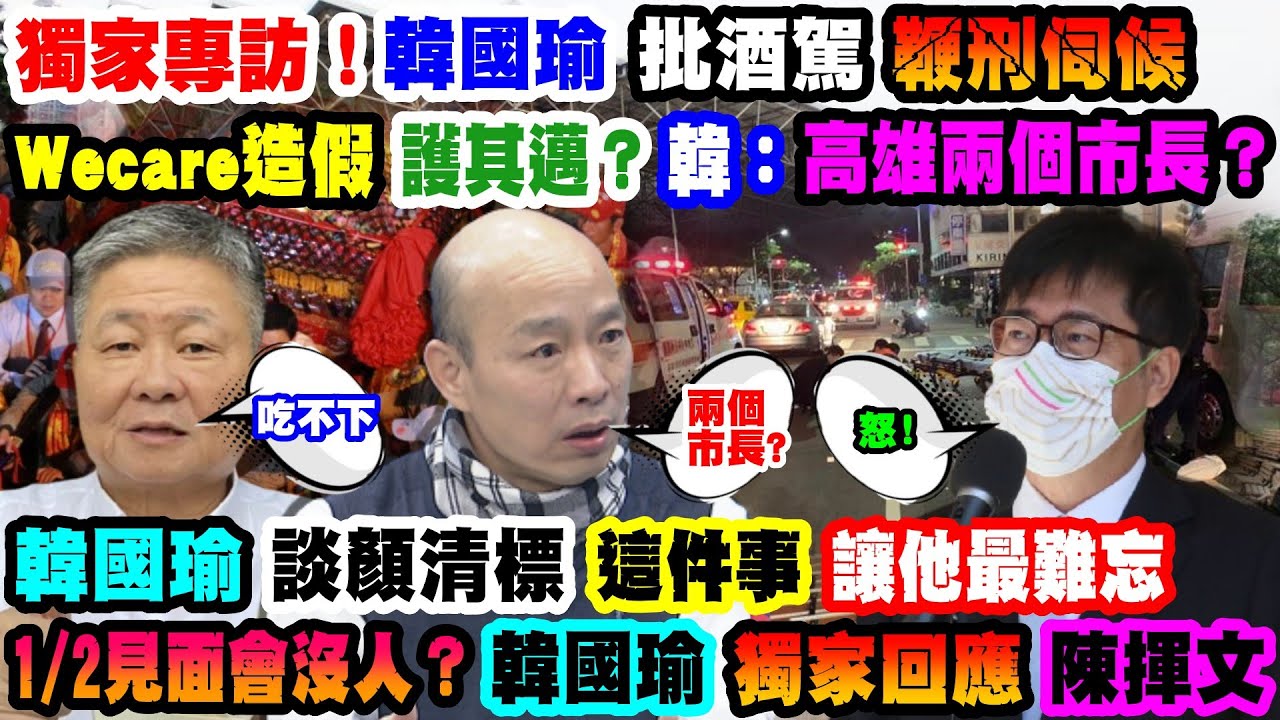 獨家專訪！韓國瑜 批酒駕 鞭刑伺候
Wecare造假 護其邁？韓：高雄兩個市長？
KIRIN
吃不下
兩個
市長?
怒!
韓國瑜 談顏清標 這件事 讓他最難忘
1/2見面會沒人？韓國瑜 獨家回應 陳揮文